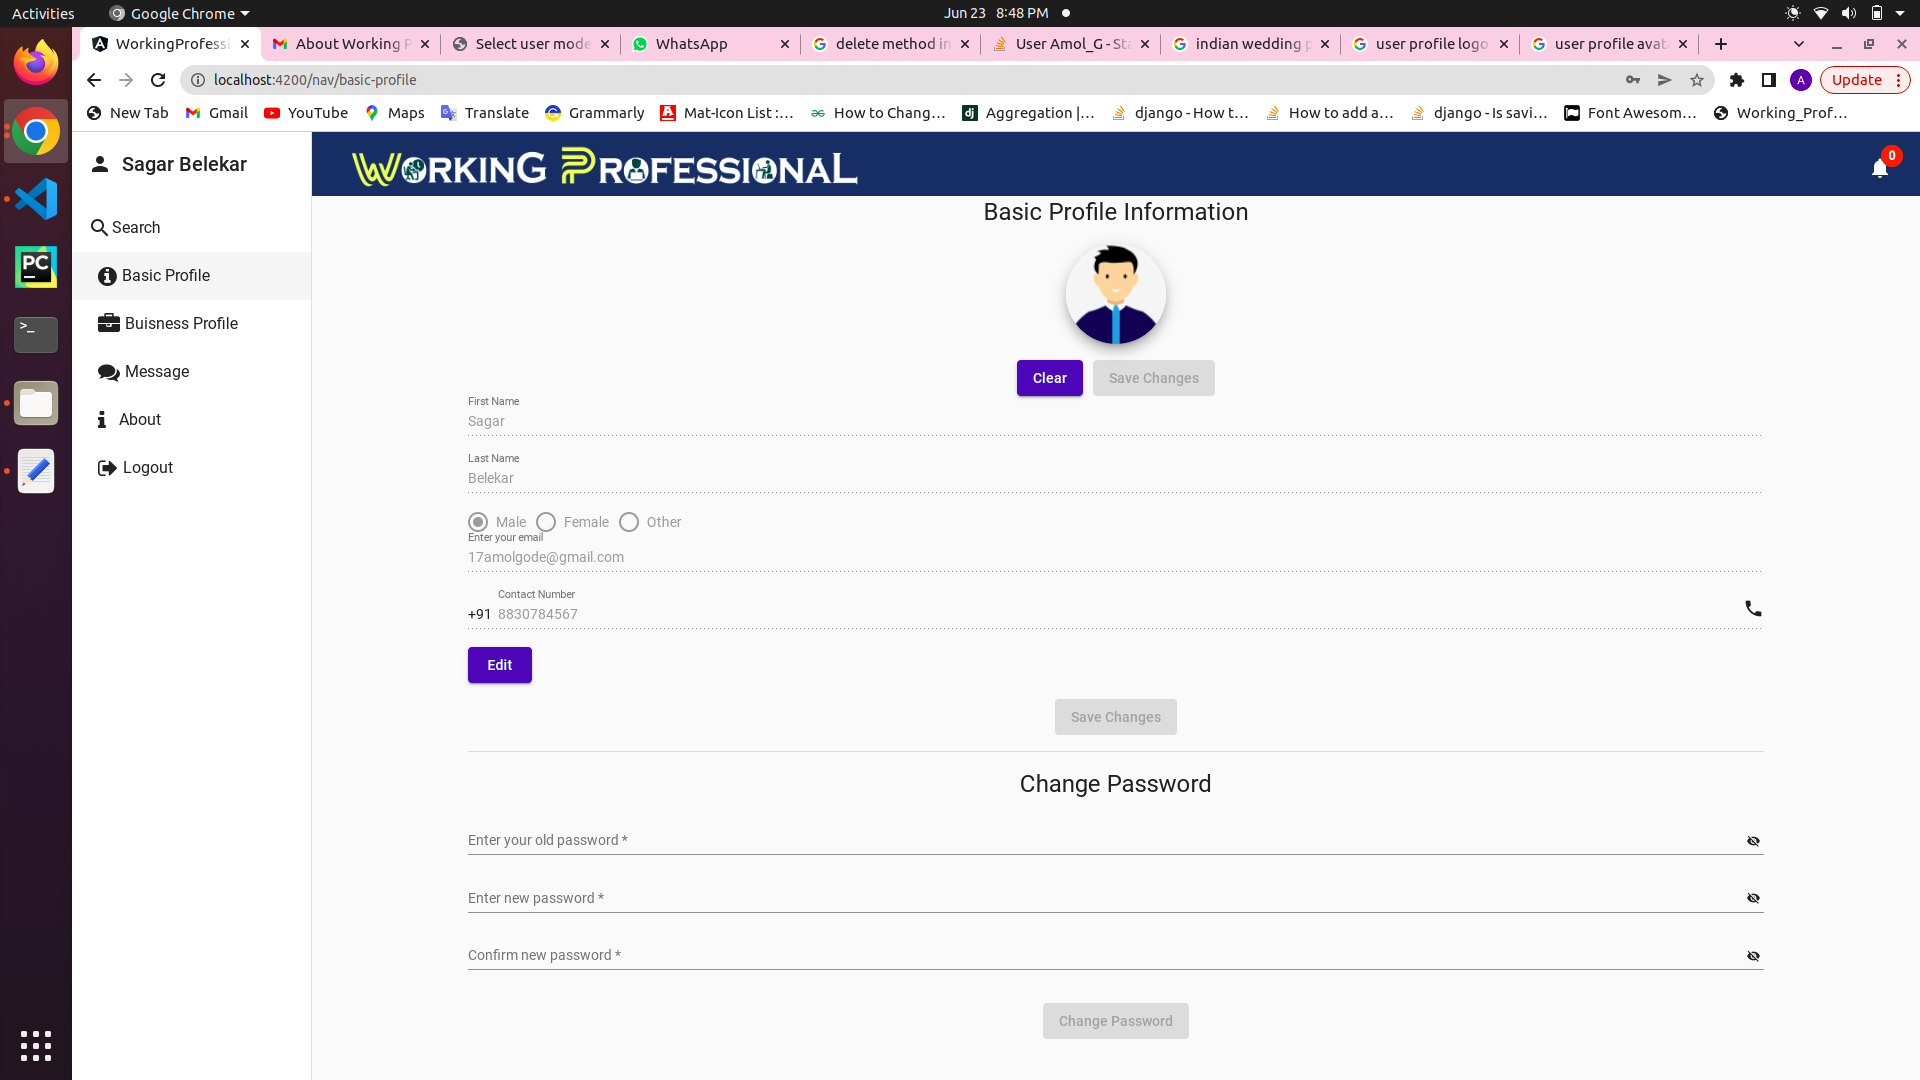 Activities Google Chrome Jun 23 8:48 PM
WorkingProfessi About Working P Select user mode WhatsApp delete method in User Amol_G - Sta indian wedding p user profile logo user profile avat
localhost:4200/nav/basic-profile A Update
New Tab Gmail YouTube Maps Translate Grammarly Mat-Icon List :… How to Chang… Aggregation |… django - How t… How to add a… django - Is savi… Font Awesom… Working_Prof…
Sagar Belekar
WORKING PROFESSIONAL
0
Search
Basic Profile
Buisness Profile
Message
About
Logout
Basic Profile Information
Clear Save Changes
First Name
Sagar
Last Name
Belekar
Male Female Other
Enter your email
17amolgode@gmail.com
Contact Number
+91 8830784567
Edit
Save Changes
Change Password
Enter your old password *
Enter new password *
Confirm new password *
Change Password
PC
>_